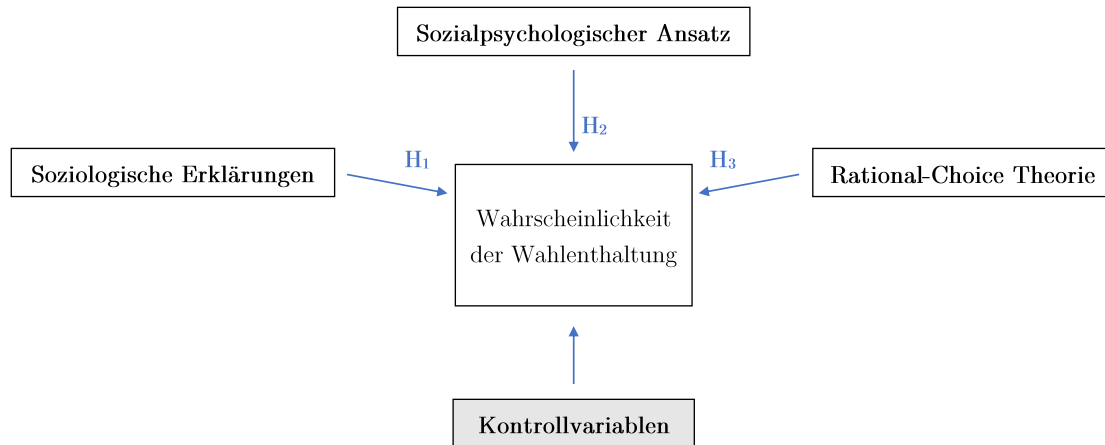 Sozialpsychologischer Ansatz
H₂
Soziologische Erklärungen
H₁
H₃
Rational-Choice Theorie
Wahrscheinlichkeit
der Wahlenthaltung
Kontrollvariablen